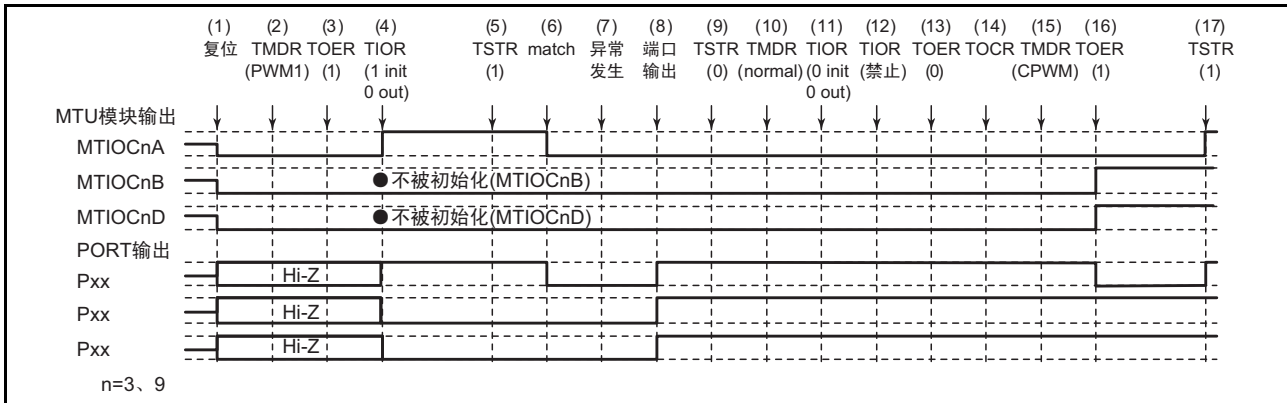 (1) (2) (3) (4) (5) (6) (7) (8) (9) (10) (11) (12) (13) (14) (15) (16) (17)
复位 TMDR TOER TIOR TSTR match 异常 端口 TSTR TMDR TIOR TIOR TOER TOCR TMDR TOER TSTR
(PWM1) (1) (1 init (1) 发生 输出 (0) (normal) (0 init (禁止) (0) (CPWM) (1) (1)
0 out) 0 out)
MTU模块输出
MTIOCnA
MTIOCnB ●不被初始化(MTIOCnB)
MTIOCnD ●不被初始化(MTIOCnD)
PORT输出
Pxx Hi-Z
Pxx Hi-Z
Pxx Hi-Z
n=3、9